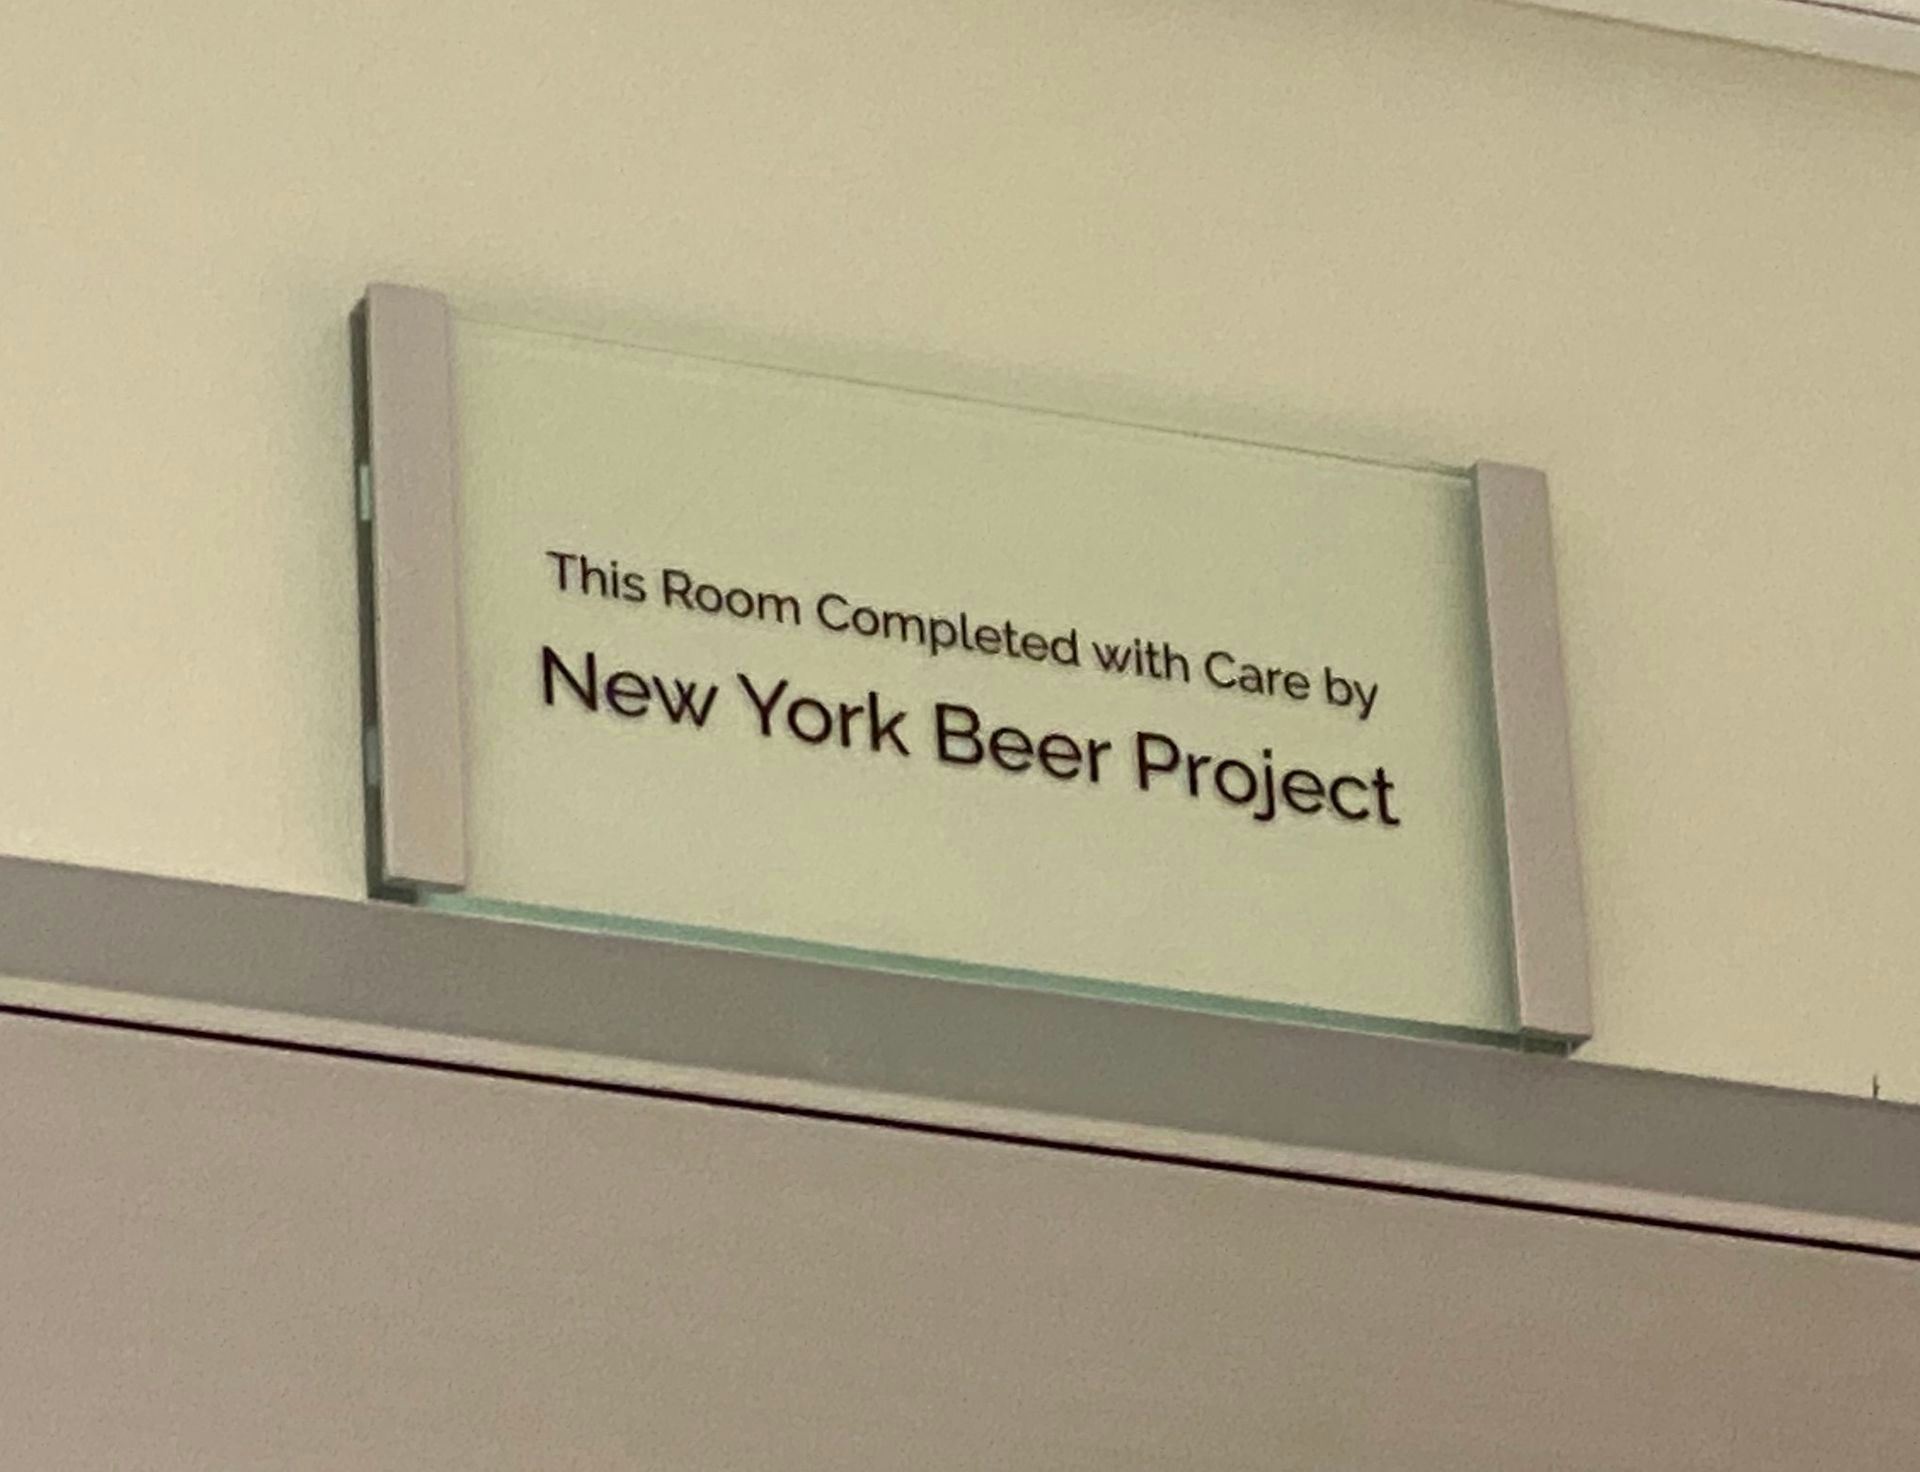 This Room Completed with Care by
New York Beer Project